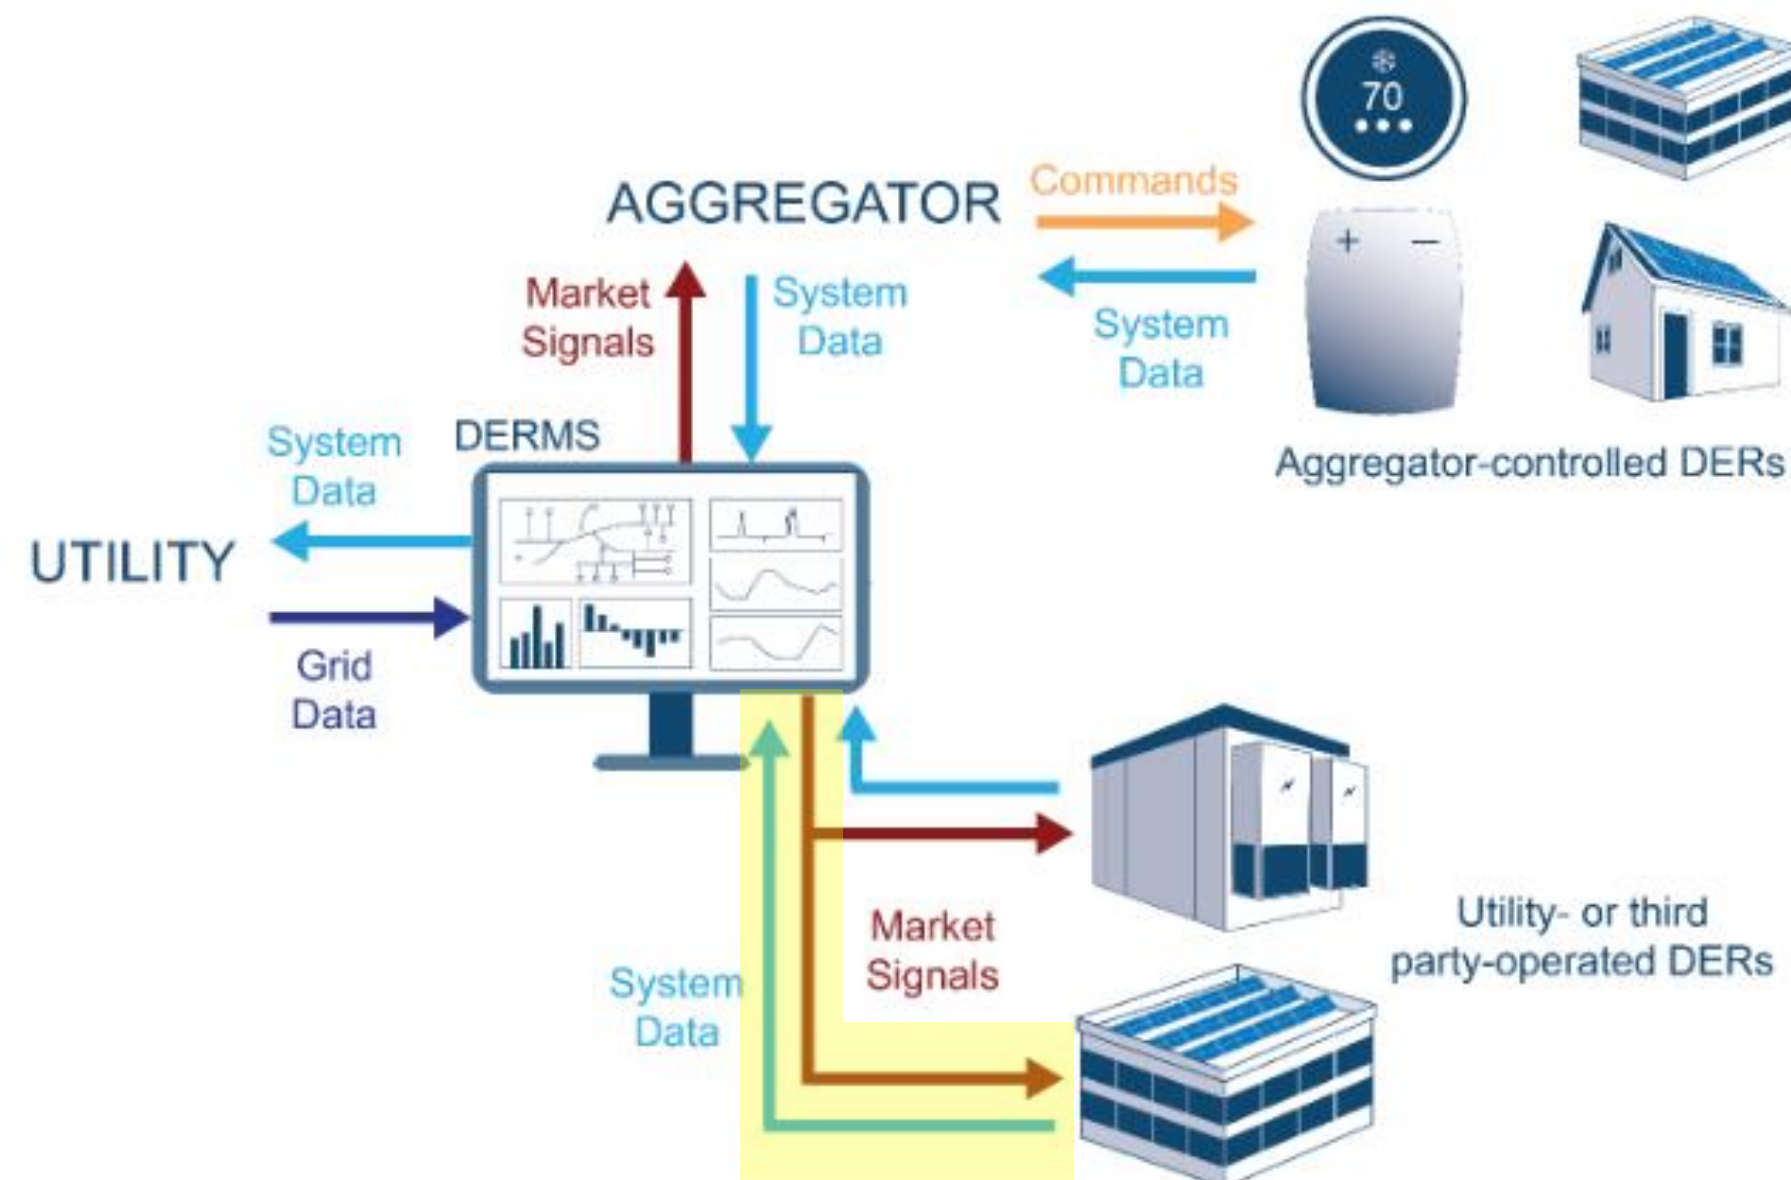 70
AGGREGATOR
Commands
Market
Signals
System
Data
System
Data
+ −
Aggregator-controlled DERs
System
Data
DERMS
UTILITY
Grid
Data
Market
Signals
System
Data
Utility- or third
party-operated DERs